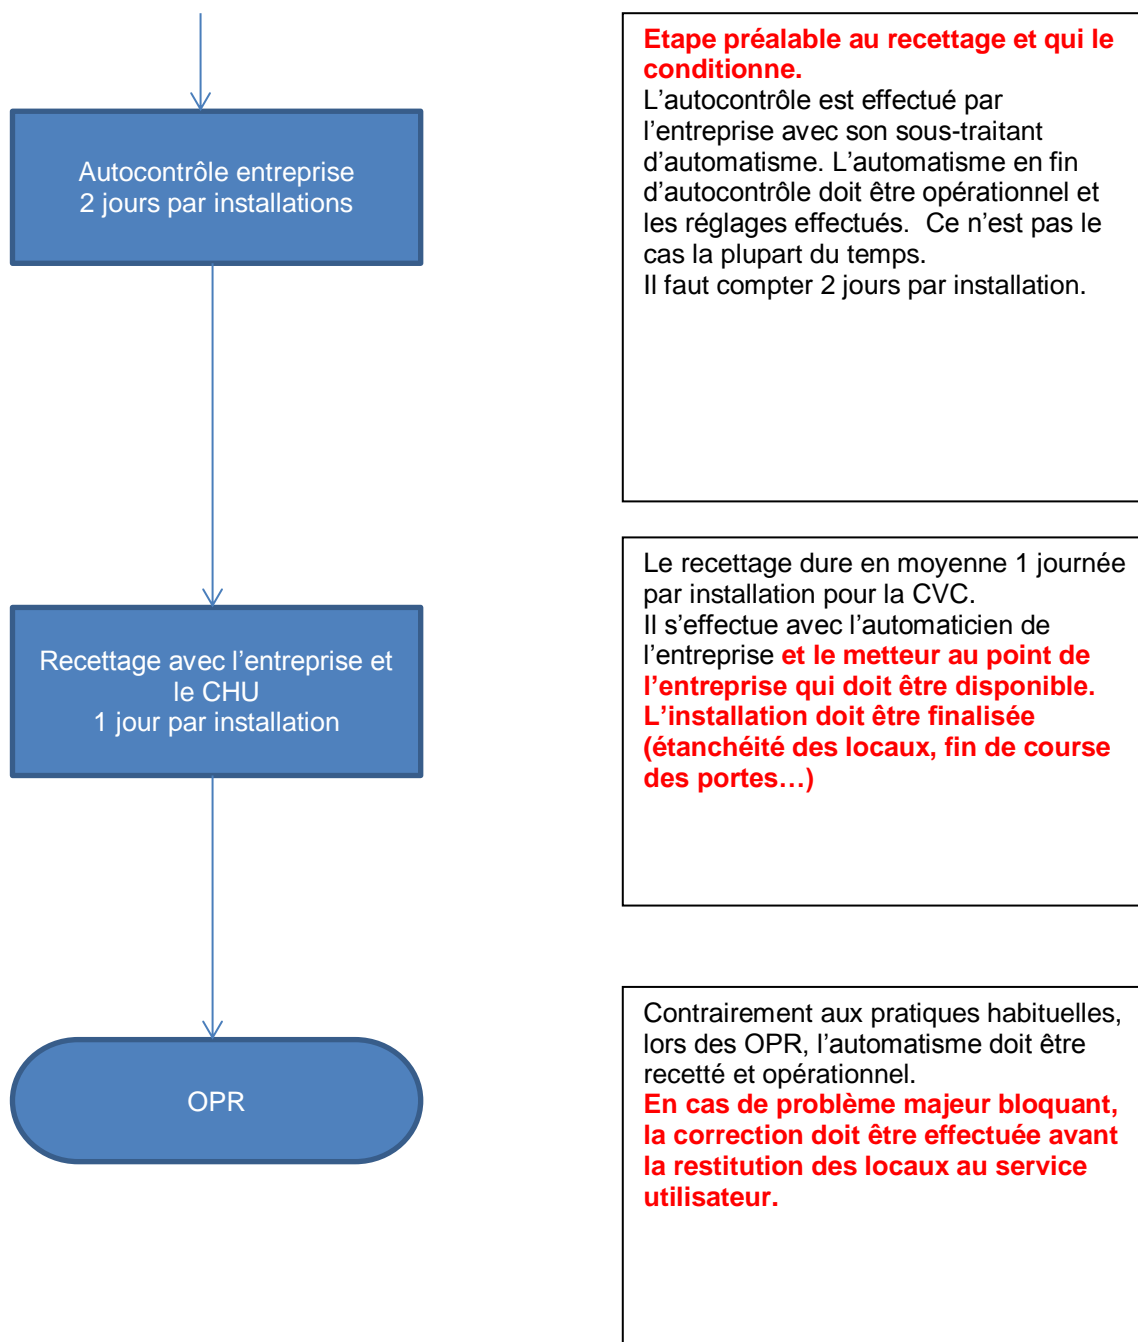 Etape préalable au recettage et qui le
conditionne.
L’autocontrôle est effectué par
l’entreprise avec son sous-traitant
d’automatisme. L’automatisme en fin
d’autocontrôle doit être opérationnel et
les réglages effectués.  Ce n’est pas le
cas la plupart du temps.
Il faut compter 2 jours par installation.
Autocontrôle entreprise
2 jours par installations
Le recettage dure en moyenne 1 journée
par installation pour la CVC.
Il s’effectue avec l’automaticien de
l’entreprise et le metteur au point de
l’entreprise qui doit être disponible.
L’installation doit être finalisée
(étanchéité des locaux, fin de course
des portes…)
Recettage avec l’entreprise et
le CHU
1 jour par installation
Contrairement aux pratiques habituelles,
lors des OPR, l’automatisme doit être
recetté et opérationnel.
En cas de problème majeur bloquant,
la correction doit être effectuée avant
la restitution des locaux au service
utilisateur.
OPR